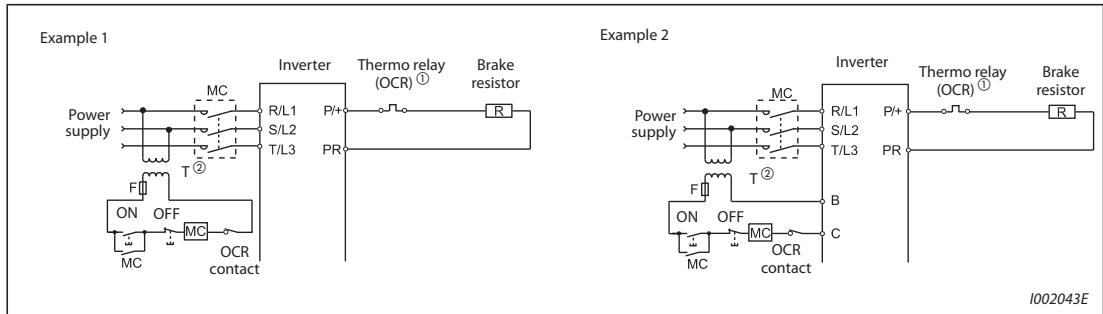 Example 1
Inverter
Thermo relay
(OCR) ①
Brake
resistor
MC
Power
supply
R/L1
S/L2
T/L3
P/+
PR
R
T ②
F
ON
OFF
MC
MC
OCR
contact
Example 2
Inverter
Thermo relay
(OCR) ①
Brake
resistor
MC
Power
supply
R/L1
S/L2
T/L3
P/+
PR
R
T ②
F
B
ON
OFF
MC
C
MC
OCR
contact
I002043E